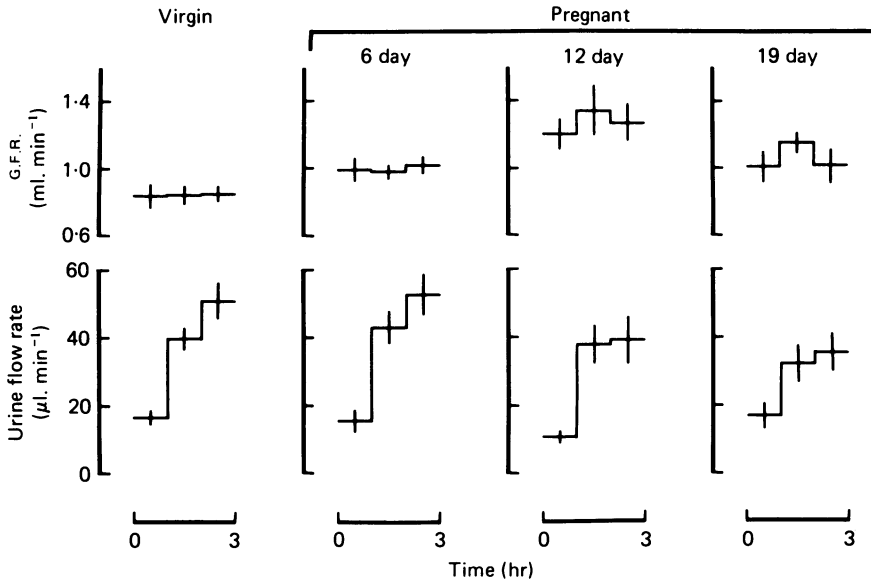 Virgin
Pregnant
6 day
12 day
19 day
G.F.R.
(ml. min⁻¹)
1·4
1·0
0·6
Urine flow rate
(μl. min⁻¹)
60
40
20
0
0 3 0 3 0 3 0 3
Time (hr)